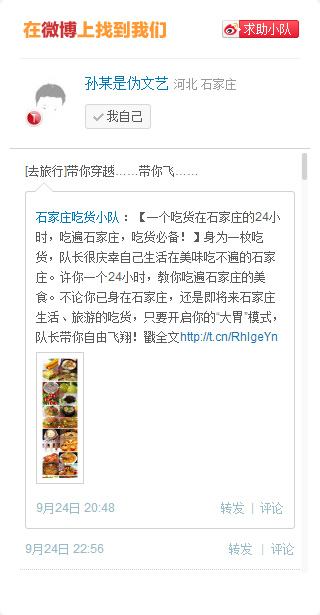 在微博上找到我们
求助小队
孙某是伪文艺 河北 石家庄
我自己
[去旅行]带你穿越……带你飞……
石家庄吃货小队：【一个吃货在石家庄的24小
时，吃遍石家庄，吃货必备！】身为一枚吃
货，队长很庆幸自己生活在美味吃不遍的石家
庄。许你一个24小时，教你吃遍石家庄的美
食。不论你已身在石家庄，还是即将来石家庄
生活、旅游的吃货，只要开启你的“大胃”模式，
队长带你自由飞翔！戳全文http://t.cn/RhIgeYn
9月24日 20:48 转发 | 评论
9月24日 22:56 转发 | 评论